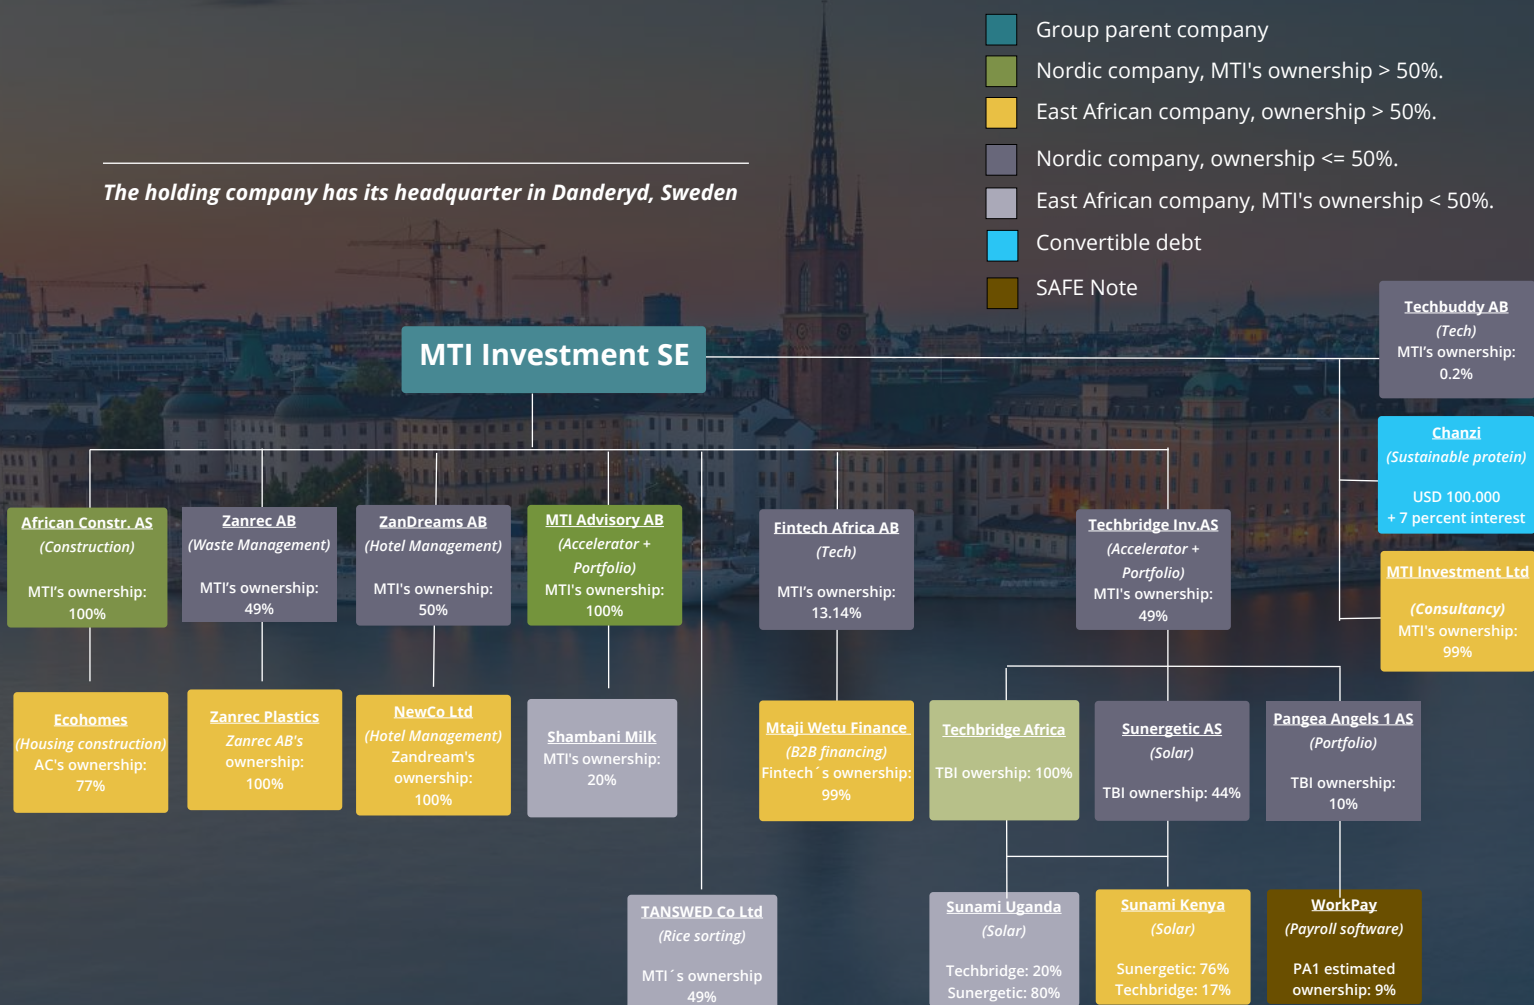 Group parent company
Nordic company, MTI's ownership > 50%.
East African company, ownership > 50%.
Nordic company, ownership <= 50%.
East African company, MTI's ownership < 50%.
Convertible debt
SAFE Note
The holding company has its headquarter in Danderyd, Sweden
MTI Investment SE
Techbuddy AB
(Tech)
MTI’s ownership:
0.2%
Chanzi
(Sustainable protein)
USD 100.000
+ 7 percent interest
MTI Investment Ltd
(Consultancy)
MTI's ownership:
99%
African Constr. AS
(Construction)
MTI’s ownership:
100%
Zanrec AB
(Waste Management)
MTI’s ownership:
49%
ZanDreams AB
(Hotel Management)
MTI's ownership:
50%
MTI Advisory AB
(Accelerator +
Portfolio)
MTI's ownership:
100%
Fintech Africa AB
(Tech)
MTI’s ownership:
13.14%
Techbridge Inv.AS
(Accelerator +
Portfolio)
MTI's ownership:
49%
Ecohomes
(Housing construction)
AC's ownership:
77%
Zanrec Plastics
Zanrec AB's
ownership:
100%
NewCo Ltd
(Hotel Management)
Zandream's
ownership:
100%
Shambani Milk
MTI's ownership:
20%
Mtaji Wetu Finance
(B2B financing)
Fintech´s ownership:
99%
Techbridge Africa
TBI owership: 100%
Sunergetic AS
(Solar)
TBI ownership: 44%
Pangea Angels 1 AS
(Portfolio)
TBI ownership:
10%
TANSWED Co Ltd
(Rice sorting)
MTI´s ownership
49%
Sunami Uganda
(Solar)
Techbridge: 20%
Sunergetic: 80%
Sunami Kenya
(Solar)
Sunergetic: 76%
Techbridge: 17%
WorkPay
(Payroll software)
PA1 estimated
ownership: 9%